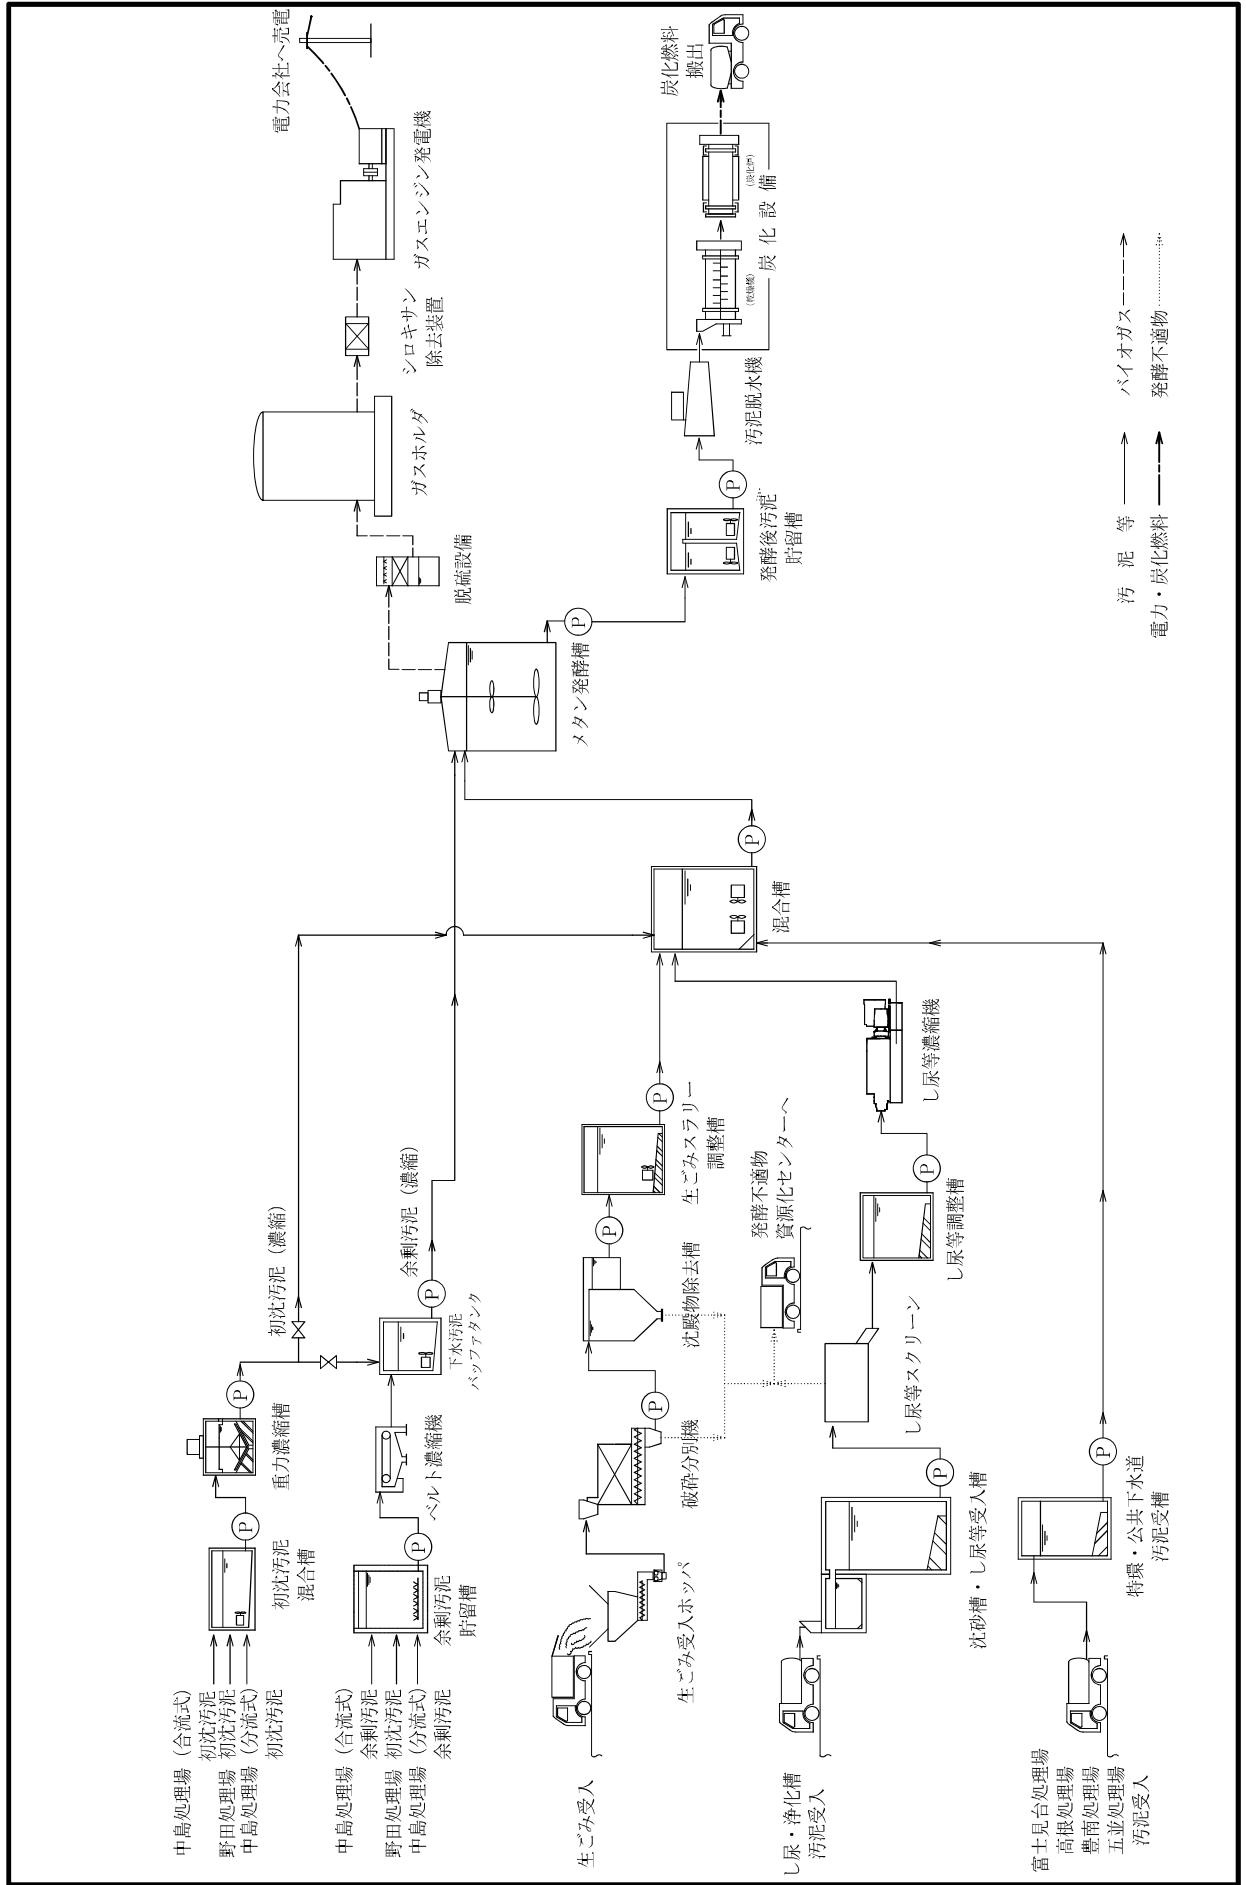 中島処理場（合流式）
初沈汚泥
野田処理場 初沈汚泥
中島処理場（分流式）
初沈汚泥
初沈汚泥
混合槽
P
重力濃縮槽
P
初沈汚泥（濃縮）
中島処理場（合流式）
余剰汚泥
野田処理場 初沈汚泥
中島処理場（分流式）
余剰汚泥
余剰汚泥
貯留槽
P
ベルト濃縮機
下水汚泥
バッファタンク
P
余剰汚泥（濃縮）
生ごみ受入
生ごみ受入ホッパ
破砕分別機
P
沈殿物除去槽
P
生ごみスラリー
調整槽
P
発酵不適物
資源化センターへ
し尿・浄化槽
汚泥受入
沈砂槽・し尿等受入槽
P
し尿等スクリーン
し尿等調整槽
P
し尿等濃縮機
富士見台処理場
高根処理場
豊南処理場
五並処理場
汚泥受入
特環・公共下水道
汚泥受槽
P
混合槽
P
メタン発酵槽
P
脱硫設備
ガスホルダ
シロキサン
除去装置
ガスエンジン発電機
電力会社へ売電
発酵後汚泥
貯留槽
P
汚泥脱水機
(乾燥機)
(炭化炉)
炭化設備
炭化燃料
搬出
汚泥等
バイオガス
電力・炭化燃料
発酵不適物